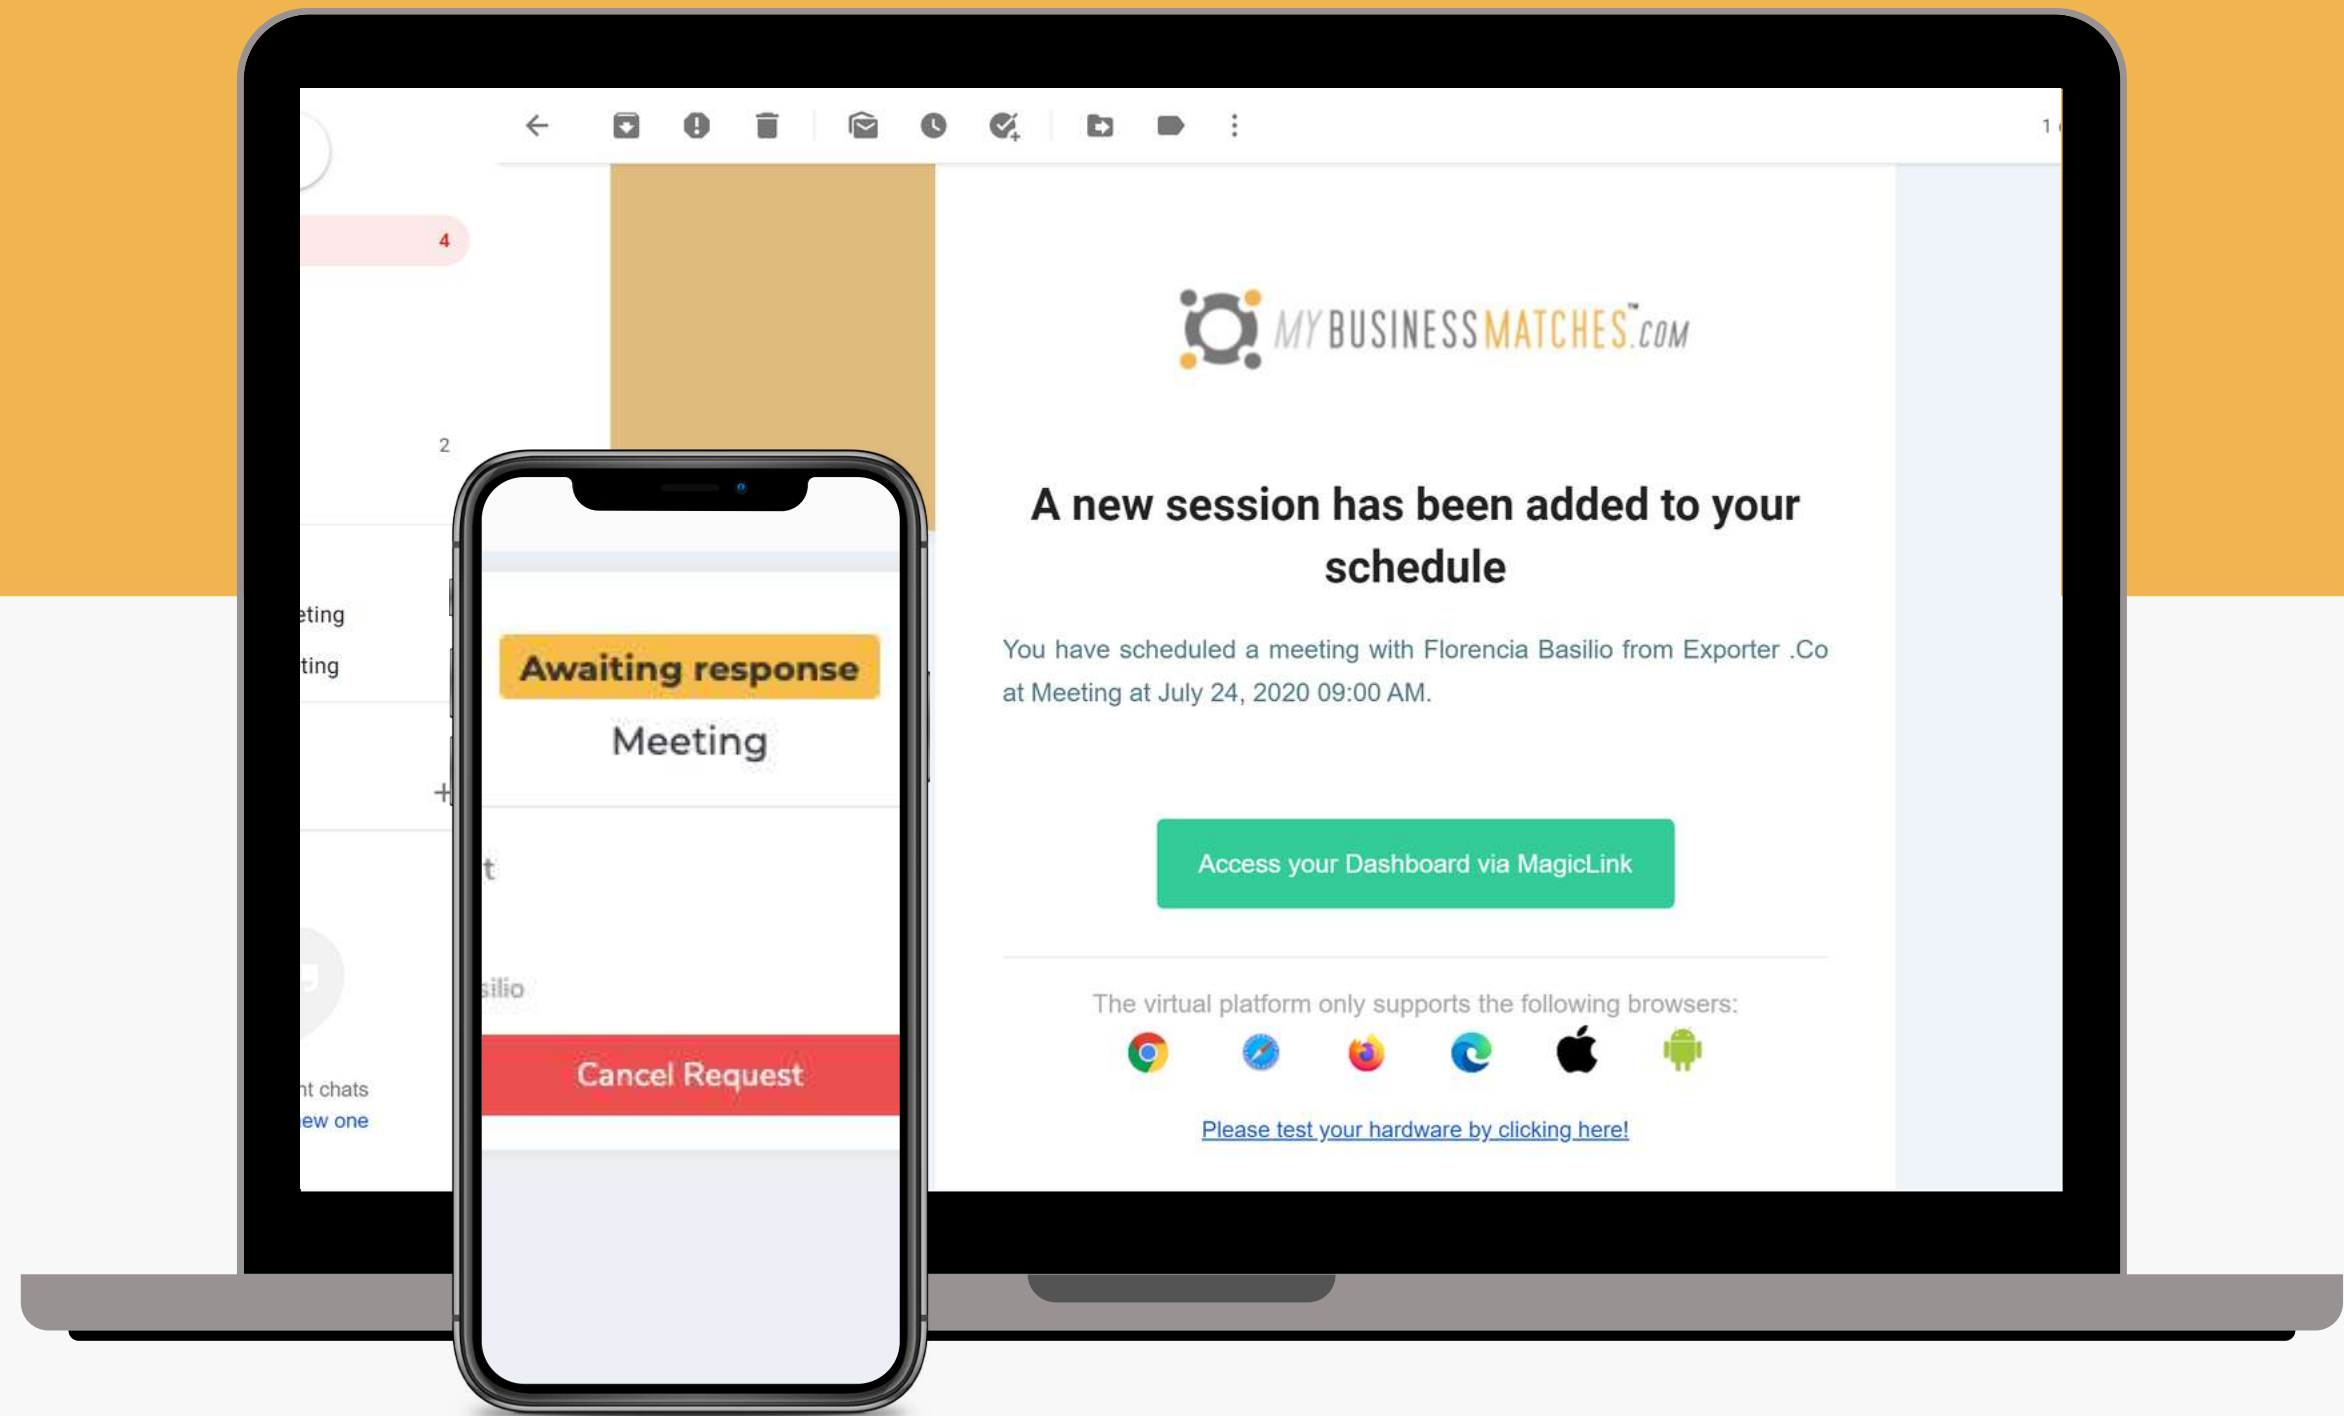 1
4
2
eting
ting
+
nt chats
ew one
MYBUSINESSMATCHES™.COM
A new session has been added to your
schedule
You have scheduled a meeting with Florencia Basilio from Exporter .Co
at Meeting at July 24, 2020 09:00 AM.
Access your Dashboard via MagicLink
The virtual platform only supports the following browsers:
Please test your hardware by clicking here!
Awaiting response
Meeting
t
silio
Cancel Request